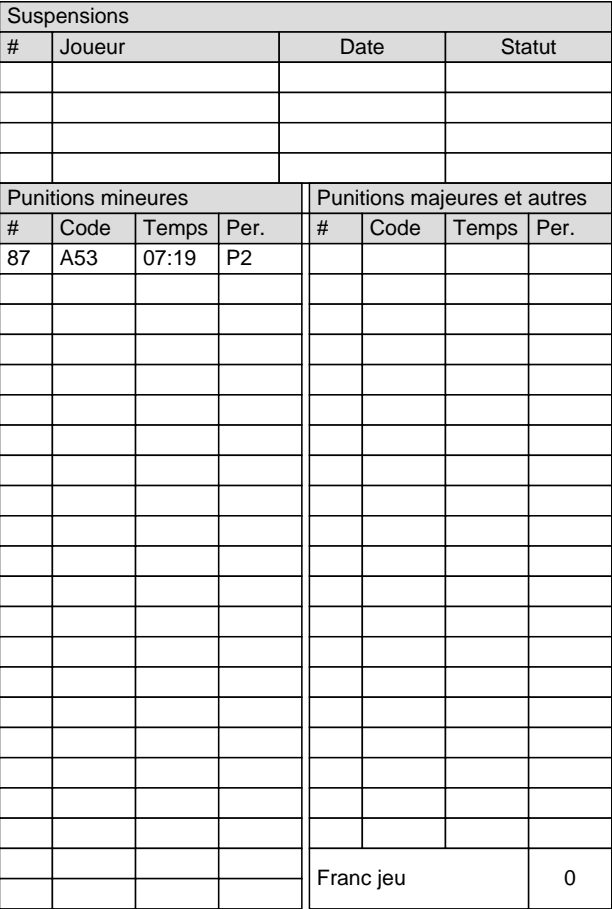 Suspensions
# Joueur Date Statut
Punitions mineures
# Code Temps Per.
87 A53 07:19 P2
Punitions majeures et autres
# Code Temps Per.
Franc jeu 0